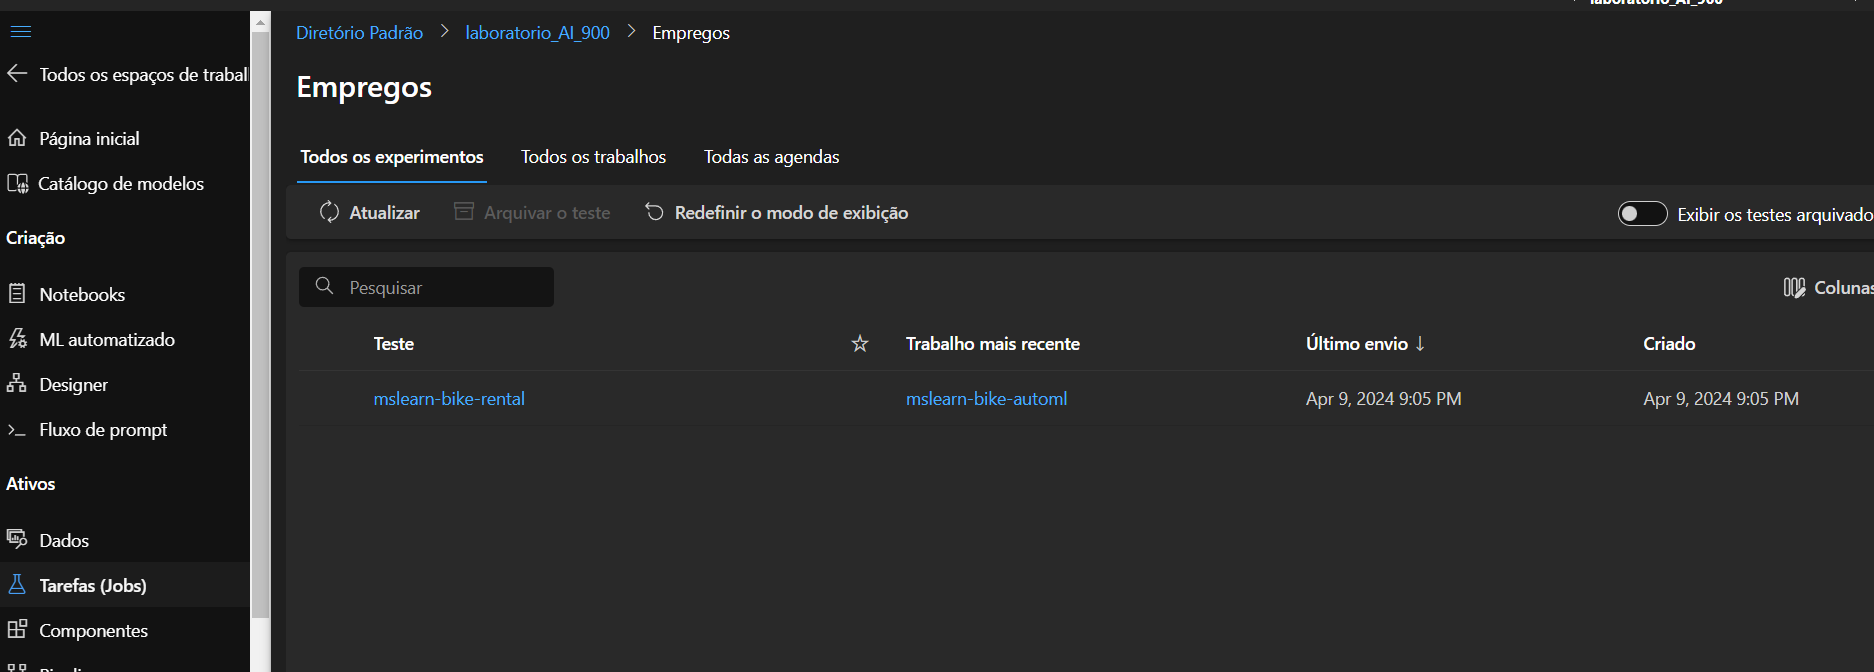 laboratorio_AI_900
Todos os espaços de trabal
Página inicial
Catálogo de modelos
Criação
Notebooks
ML automatizado
Designer
Fluxo de prompt
Ativos
Dados
Tarefas (Jobs)
Componentes
Diretório Padrão > laboratorio_AI_900 > Empregos
Empregos
Todos os experimentos Todos os trabalhos Todas as agendas
Atualizar Arquivar o teste Redefinir o modo de exibição Exibir os testes arquivado
Pesquisar Colunas
Teste Trabalho mais recente Último envio ↓ Criado
mslearn-bike-rental mslearn-bike-automl Apr 9, 2024 9:05 PM Apr 9, 2024 9:05 PM